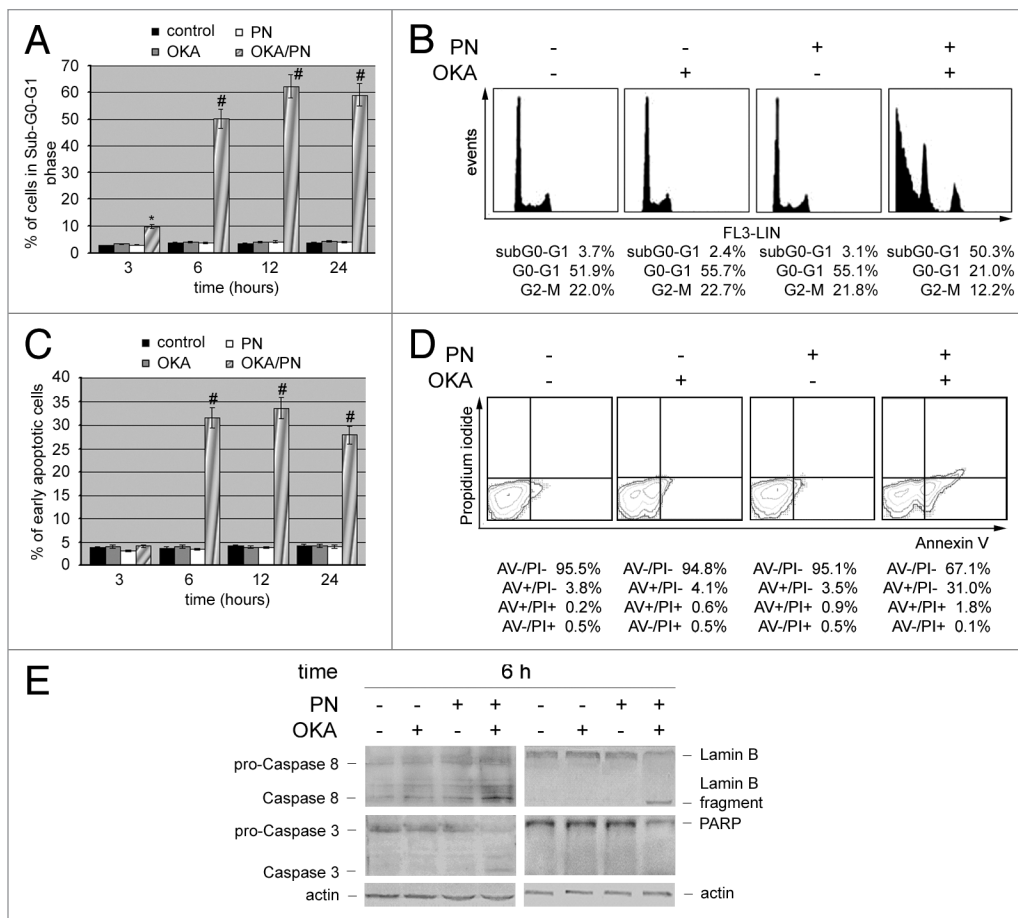 A
control PN
OKA OKA/PN
% of cells in Sub-G0-G1
phase
70
60
50
40
30
20
10
0
*
#
#
#
3 6 12 24
time (hours)
B
PN - - + +
OKA - + - +
events
FL3-LIN
subG0-G1 3.7% subG0-G1 2.4% subG0-G1 3.1% subG0-G1 50.3%
G0-G1 51.9% G0-G1 55.7% G0-G1 55.1% G0-G1 21.0%
G2-M 22.0% G2-M 22.7% G2-M 21.8% G2-M 12.2%
C
control PN
OKA OKA/PN
% of early apoptotic cells
40
35
30
25
20
15
10
5
0
#
#
#
3 6 12 24
time (hours)
D
PN - - + +
OKA - + - +
Propidium iodide
Annexin V
AV-/PI- 95.5% AV-/PI- 94.8% AV-/PI- 95.1% AV-/PI- 67.1%
AV+/PI- 3.8% AV+/PI- 4.1% AV+/PI- 3.5% AV+/PI- 31.0%
AV+/PI+ 0.2% AV+/PI+ 0.6% AV+/PI+ 0.9% AV+/PI+ 1.8%
AV-/PI+ 0.5% AV-/PI+ 0.5% AV-/PI+ 0.5% AV-/PI+ 0.1%
E
time 6 h
PN - - + + - - + +
OKA - + - + - + - +
pro-Caspase 8
Caspase 8
pro-Caspase 3
Caspase 3
actin
Lamin B
Lamin B
fragment
PARP
actin